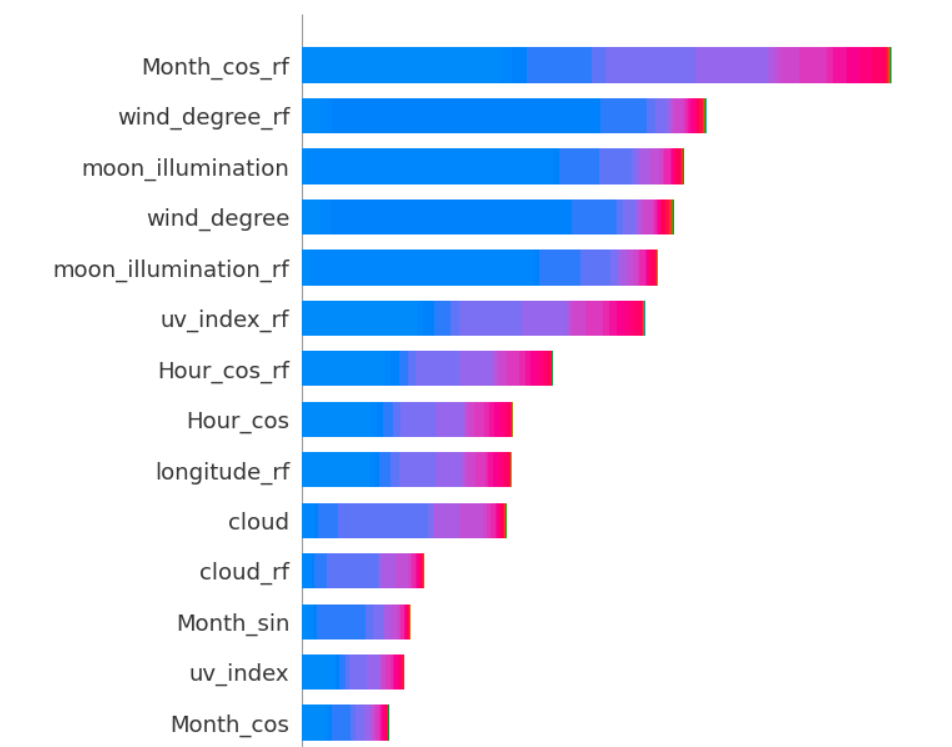 Month_cos_rf
wind_degree_rf
moon_illumination
wind_degree
moon_illumination_rf
uv_index_rf
Hour_cos_rf
Hour_cos
longitude_rf
cloud
cloud_rf
Month_sin
uv_index
Month_cos